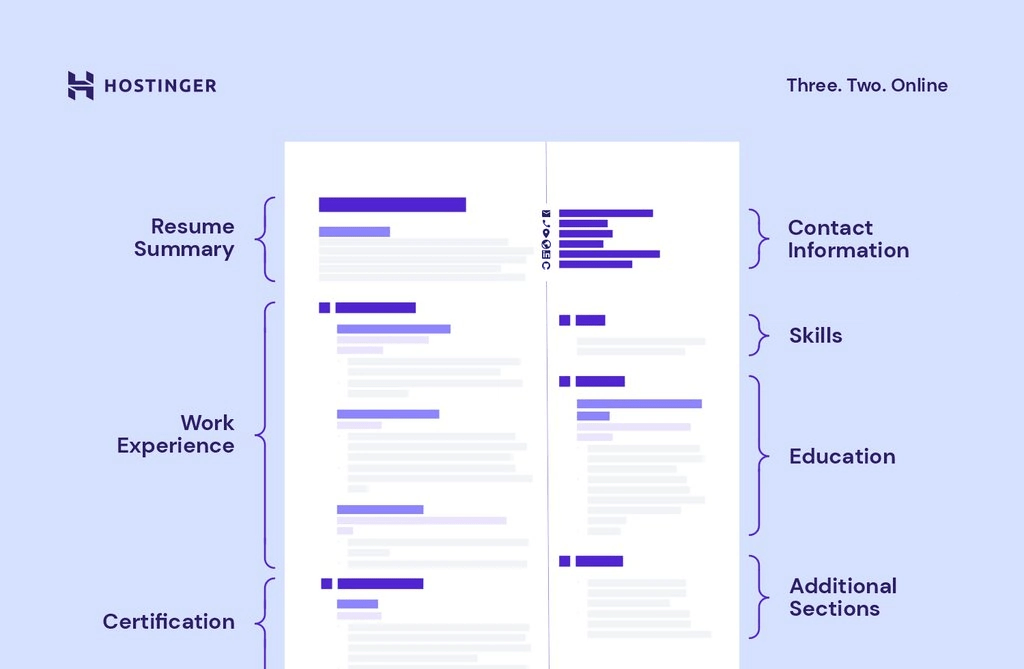 HOSTINGER
Three. Two. Online
Resume
Summary
Work
Experience
Certification
Contact
Information
Skills
Education
Additional
Sections